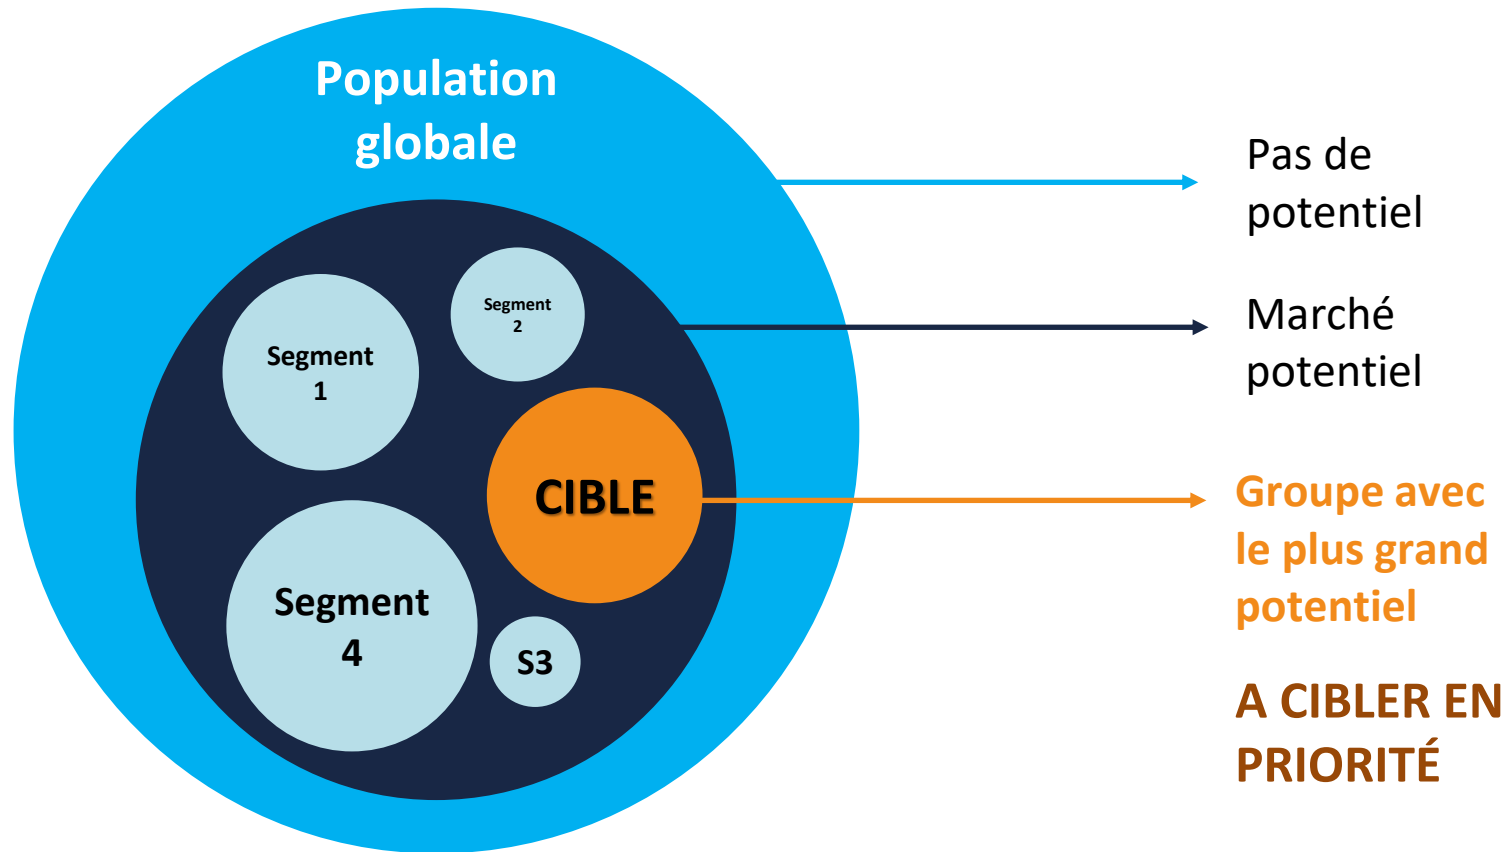 Population
globale
Pas de
potentiel
Segment
2
Marché
potentiel
Segment
1
CIBLE
Groupe avec
le plus grand
potentiel
Segment
4
S3
A CIBLER EN
PRIORITÉ